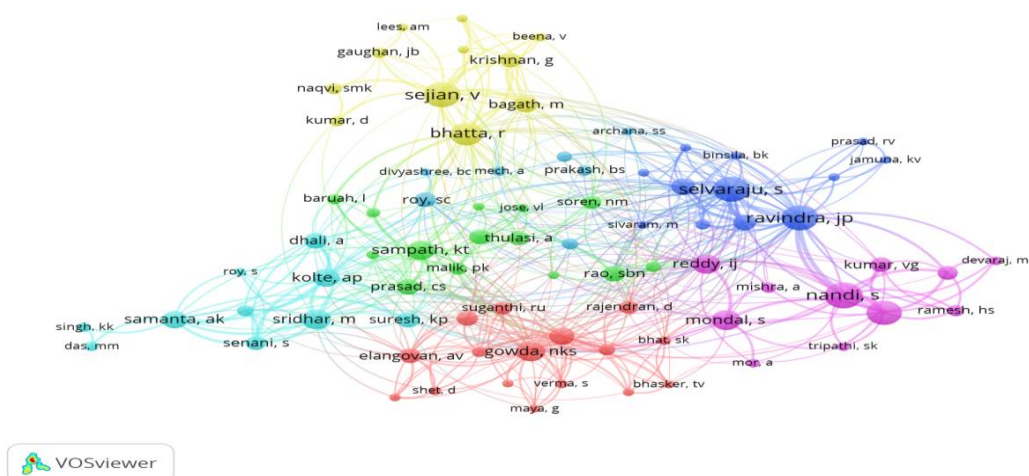 lees, am
beena, v
gaughan, jb
krishnan, g
naqvi, smk
sejian, v
bagath, m
kumar, d
bhatta, r
archana, ss
prasad, rv
binsila, bk
jamuna, kv
divyashree, bc
mech, a
prakash, bs
selvaraju, s
baruah, l
roy, sc
jose, vl
soren, nm
sivaram, m
ravindra, jp
dhali, a
sampath, kt
thulasi, a
malik, pk
rao, sbn
reddy, ij
kumar, vg
devaraj, m
roy, s
kolte, ap
prasad, cs
mishra, a
nandi, s
suganthi, ru
rajendran, d
ramesh, hs
samanta, ak
sridhar, m
suresh, kp
mondal, s
singh, kk
das, mm
senani, s
elangovan, av
gowda, nks
bhat, sk
tripathi, sk
mor, a
shet, d
verma, s
bhasker, tv
maya, g
VOSviewer